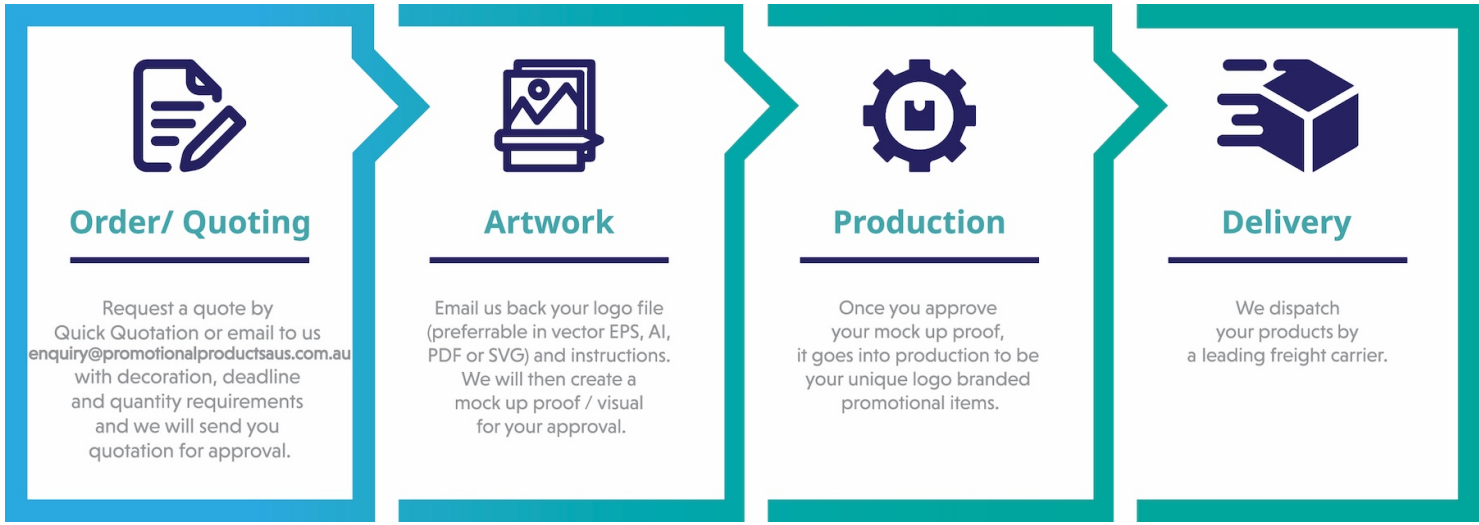 Order/ Quoting
Request a quote by
Quick Quotation or email to us
enquiry@promotionalproductsaus.com.au
with decoration, deadline
and quantity requirements
and we will send you
quotation for approval.
Artwork
Email us back your logo file
(preferrable in vector EPS, AI,
PDF or SVG) and instructions.
We will then create a
mock up proof / visual
for your approval.
Production
Once you approve
your mock up proof,
it goes into production to be
your unique logo branded
promotional items.
Delivery
We dispatch
your products by
a leading freight carrier.